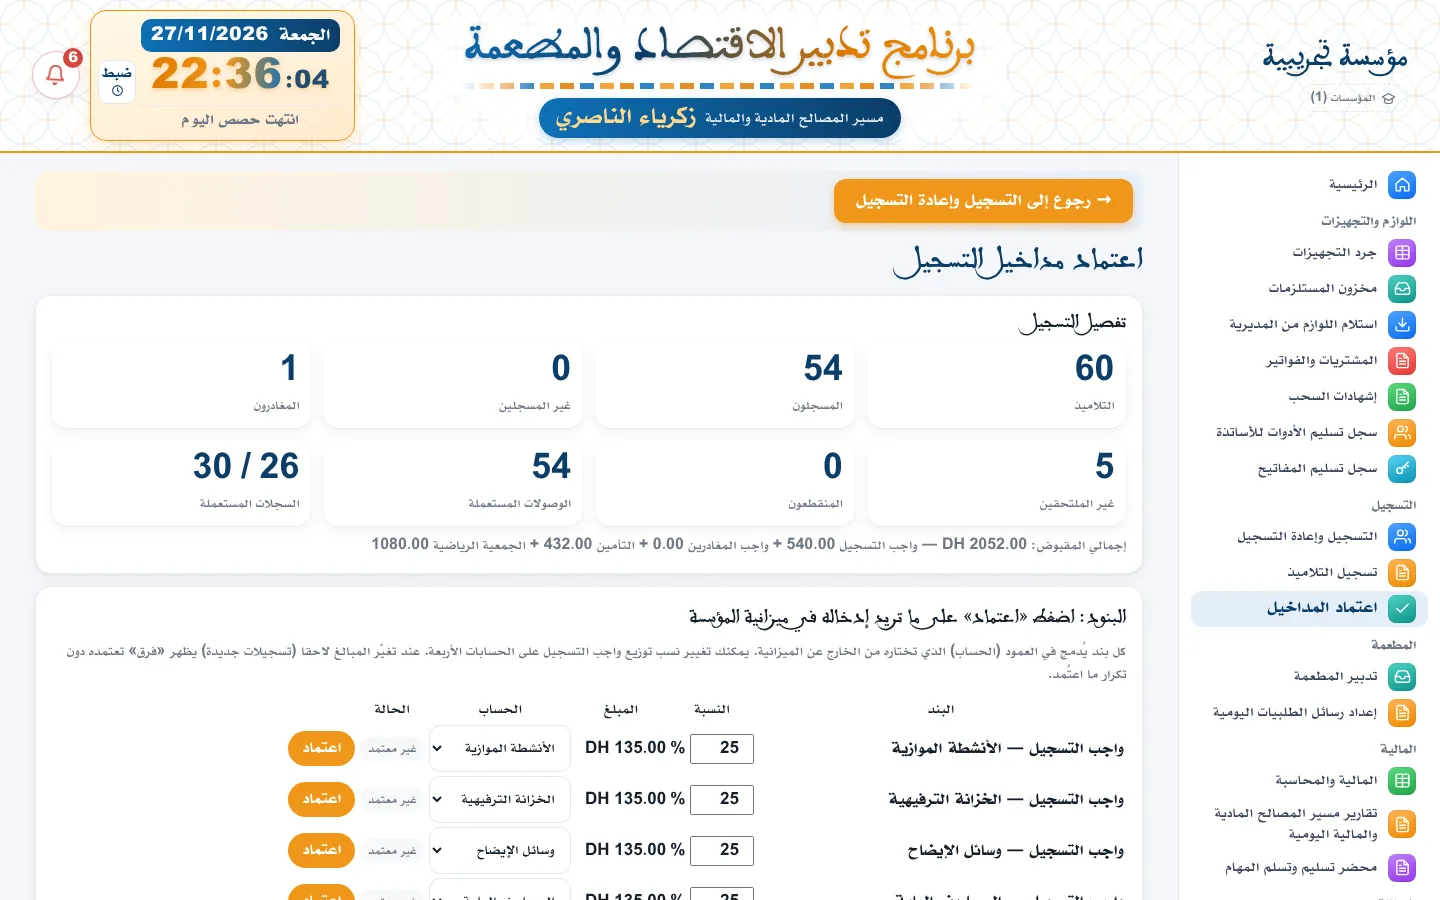 مؤسسة تجريبية
المؤسسات (1)
برنامج تدبير الاقتصاد والمطعمة
مسير المصالح المادية والمالية زكرياء الناصري
الجمعة 27/11/2026
22:36:04
ضبط
انتهت حصص اليوم
6
الرئيسية
اللوازم والتجهيزات
جرد التجهيزات
مخزون المستلزمات
استلام اللوازم من المديرية
المشتريات والفواتير
إشهادات السحب
سجل تسليم الأدوات للأساتذة
سجل تسليم المفاتيح
التسجيل
التسجيل وإعادة التسجيل
تسجيل التلاميذ
اعتماد المداخيل
المطعمة
تدبير المطعمة
إعداد رسائل الطلبيات اليومية
المالية
المالية والمحاسبة
تقارير مسير المصالح المادية
والمالية اليومية
محضر تسليم وتسلم المهام
→ رجوع إلى التسجيل وإعادة التسجيل
اعتماد مداخيل التسجيل
تفصيل التسجيل
60
التلاميذ
54
المسجلون
0
غير المسجلين
1
المغادرون
5
غير الملتحقين
0
المنقطعون
54
الوصولات المستعملة
30 / 26
السجلات المستعملة
إجمالي المقبوض: DH 2052.00 — واجب التسجيل 540.00 + واجب المغادرين 0.00 + التأمين 432.00 + الجمعية الرياضية 1080.00
البنود: اضغط «اعتماد» على ما تريد إدخاله في ميزانية المؤسسة
كل بند يُدمج في العمود (الحساب) الذي تختاره من الخارج عن الميزانية. يمكنك تغيير نسب توزيع واجب التسجيل على الحسابات الأربعة. عند تغيّر المبالغ لاحقا (تسجيلات جديدة) يظهر «فرق» تعتمده دون
تكرار ما اعتُمد.
البند النسبة المبلغ الحساب الحالة
واجب التسجيل — الأنشطة الموازية 25 % DH 135.00 الأنشطة الموازية غير معتمد اعتماد
واجب التسجيل — الخزانة الترفيهية 25 % DH 135.00 الخزانة الترفيهية غير معتمد اعتماد
واجب التسجيل — وسائل الإيضاح 25 % DH 135.00 وسائل الإيضاح غير معتمد اعتماد